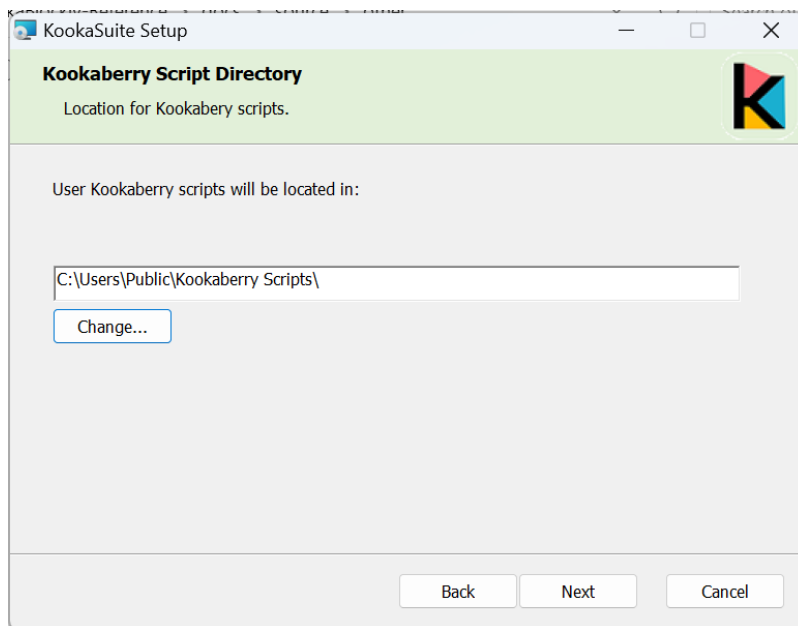 KookaSuite Setup
Kookaberry Script Directory
Location for Kookabery scripts.
User Kookaberry scripts will be located in:
C:\Users\Public\Kookaberry Scripts\
Change...
Back Next Cancel